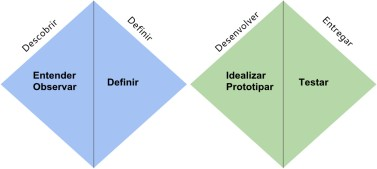 Descobrir
Definir
Entender
Observar
Definir
Desenvolver
Entregar
Idealizar
Prototipar
Testar